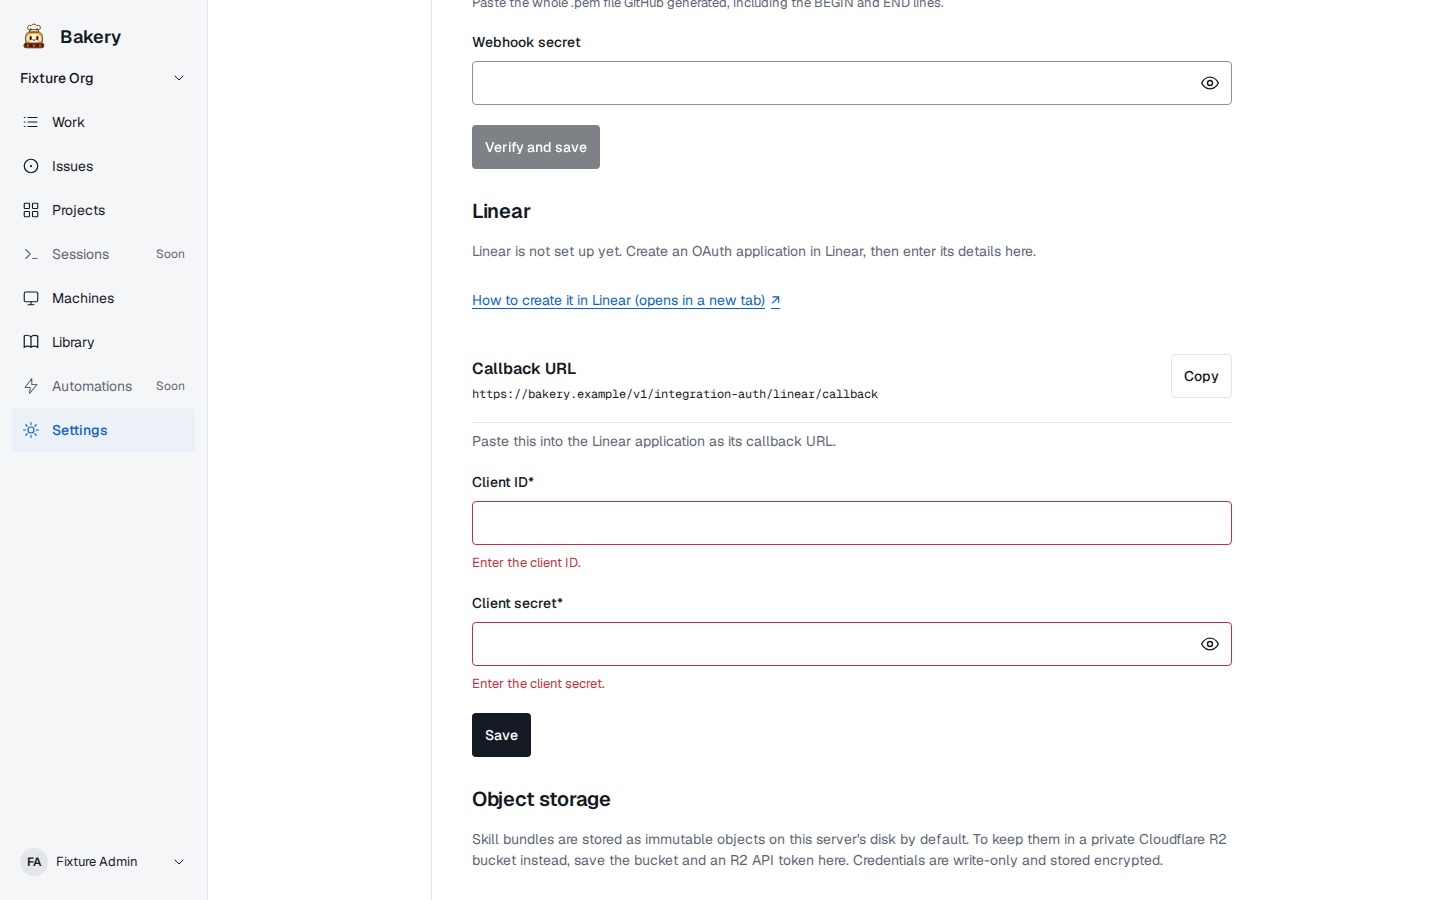 Bakery
Fixture Org
Work
Issues
Projects
Sessions Soon
Machines
Library
Automations Soon
Settings
FA Fixture Admin
Paste the whole .pem file GitHub generated, including the BEGIN and END lines.
Webhook secret
Verify and save
Linear
Linear is not set up yet. Create an OAuth application in Linear, then enter its details here.
How to create it in Linear (opens in a new tab)
Callback URL
https://bakery.example/v1/integration-auth/linear/callback
Copy
Paste this into the Linear application as its callback URL.
Client ID*
Enter the client ID.
Client secret*
Enter the client secret.
Save
Object storage
Skill bundles are stored as immutable objects on this server's disk by default. To keep them in a private Cloudflare R2
bucket instead, save the bucket and an R2 API token here. Credentials are write-only and stored encrypted.